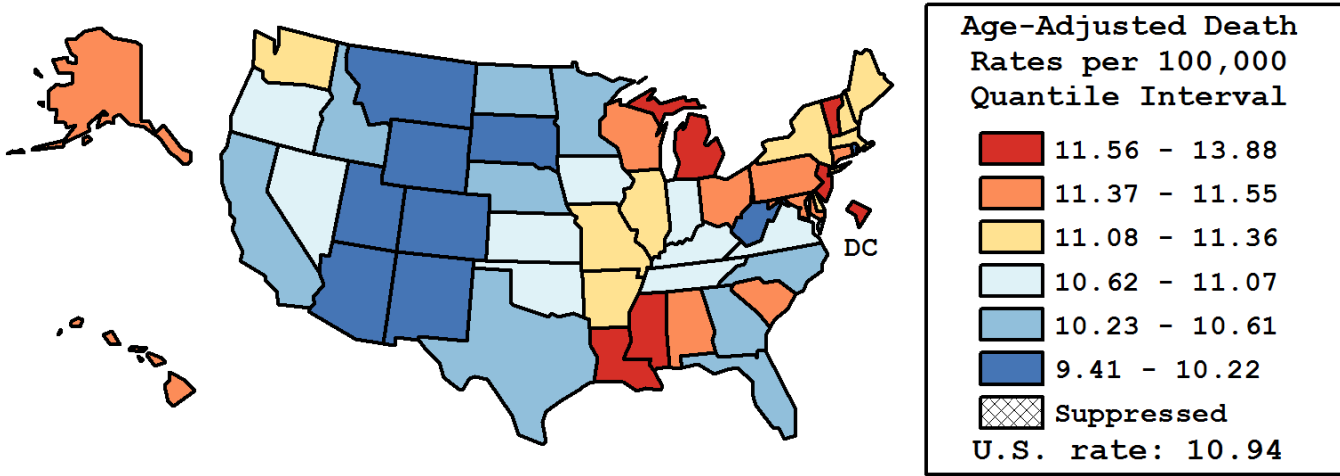 DC
Age-Adjusted Death
Rates per 100,000
Quantile Interval
11.56 - 13.88
11.37 - 11.55
11.08 - 11.36
10.62 - 11.07
10.23 - 10.61
9.41 - 10.22
Suppressed
U.S. rate: 10.94